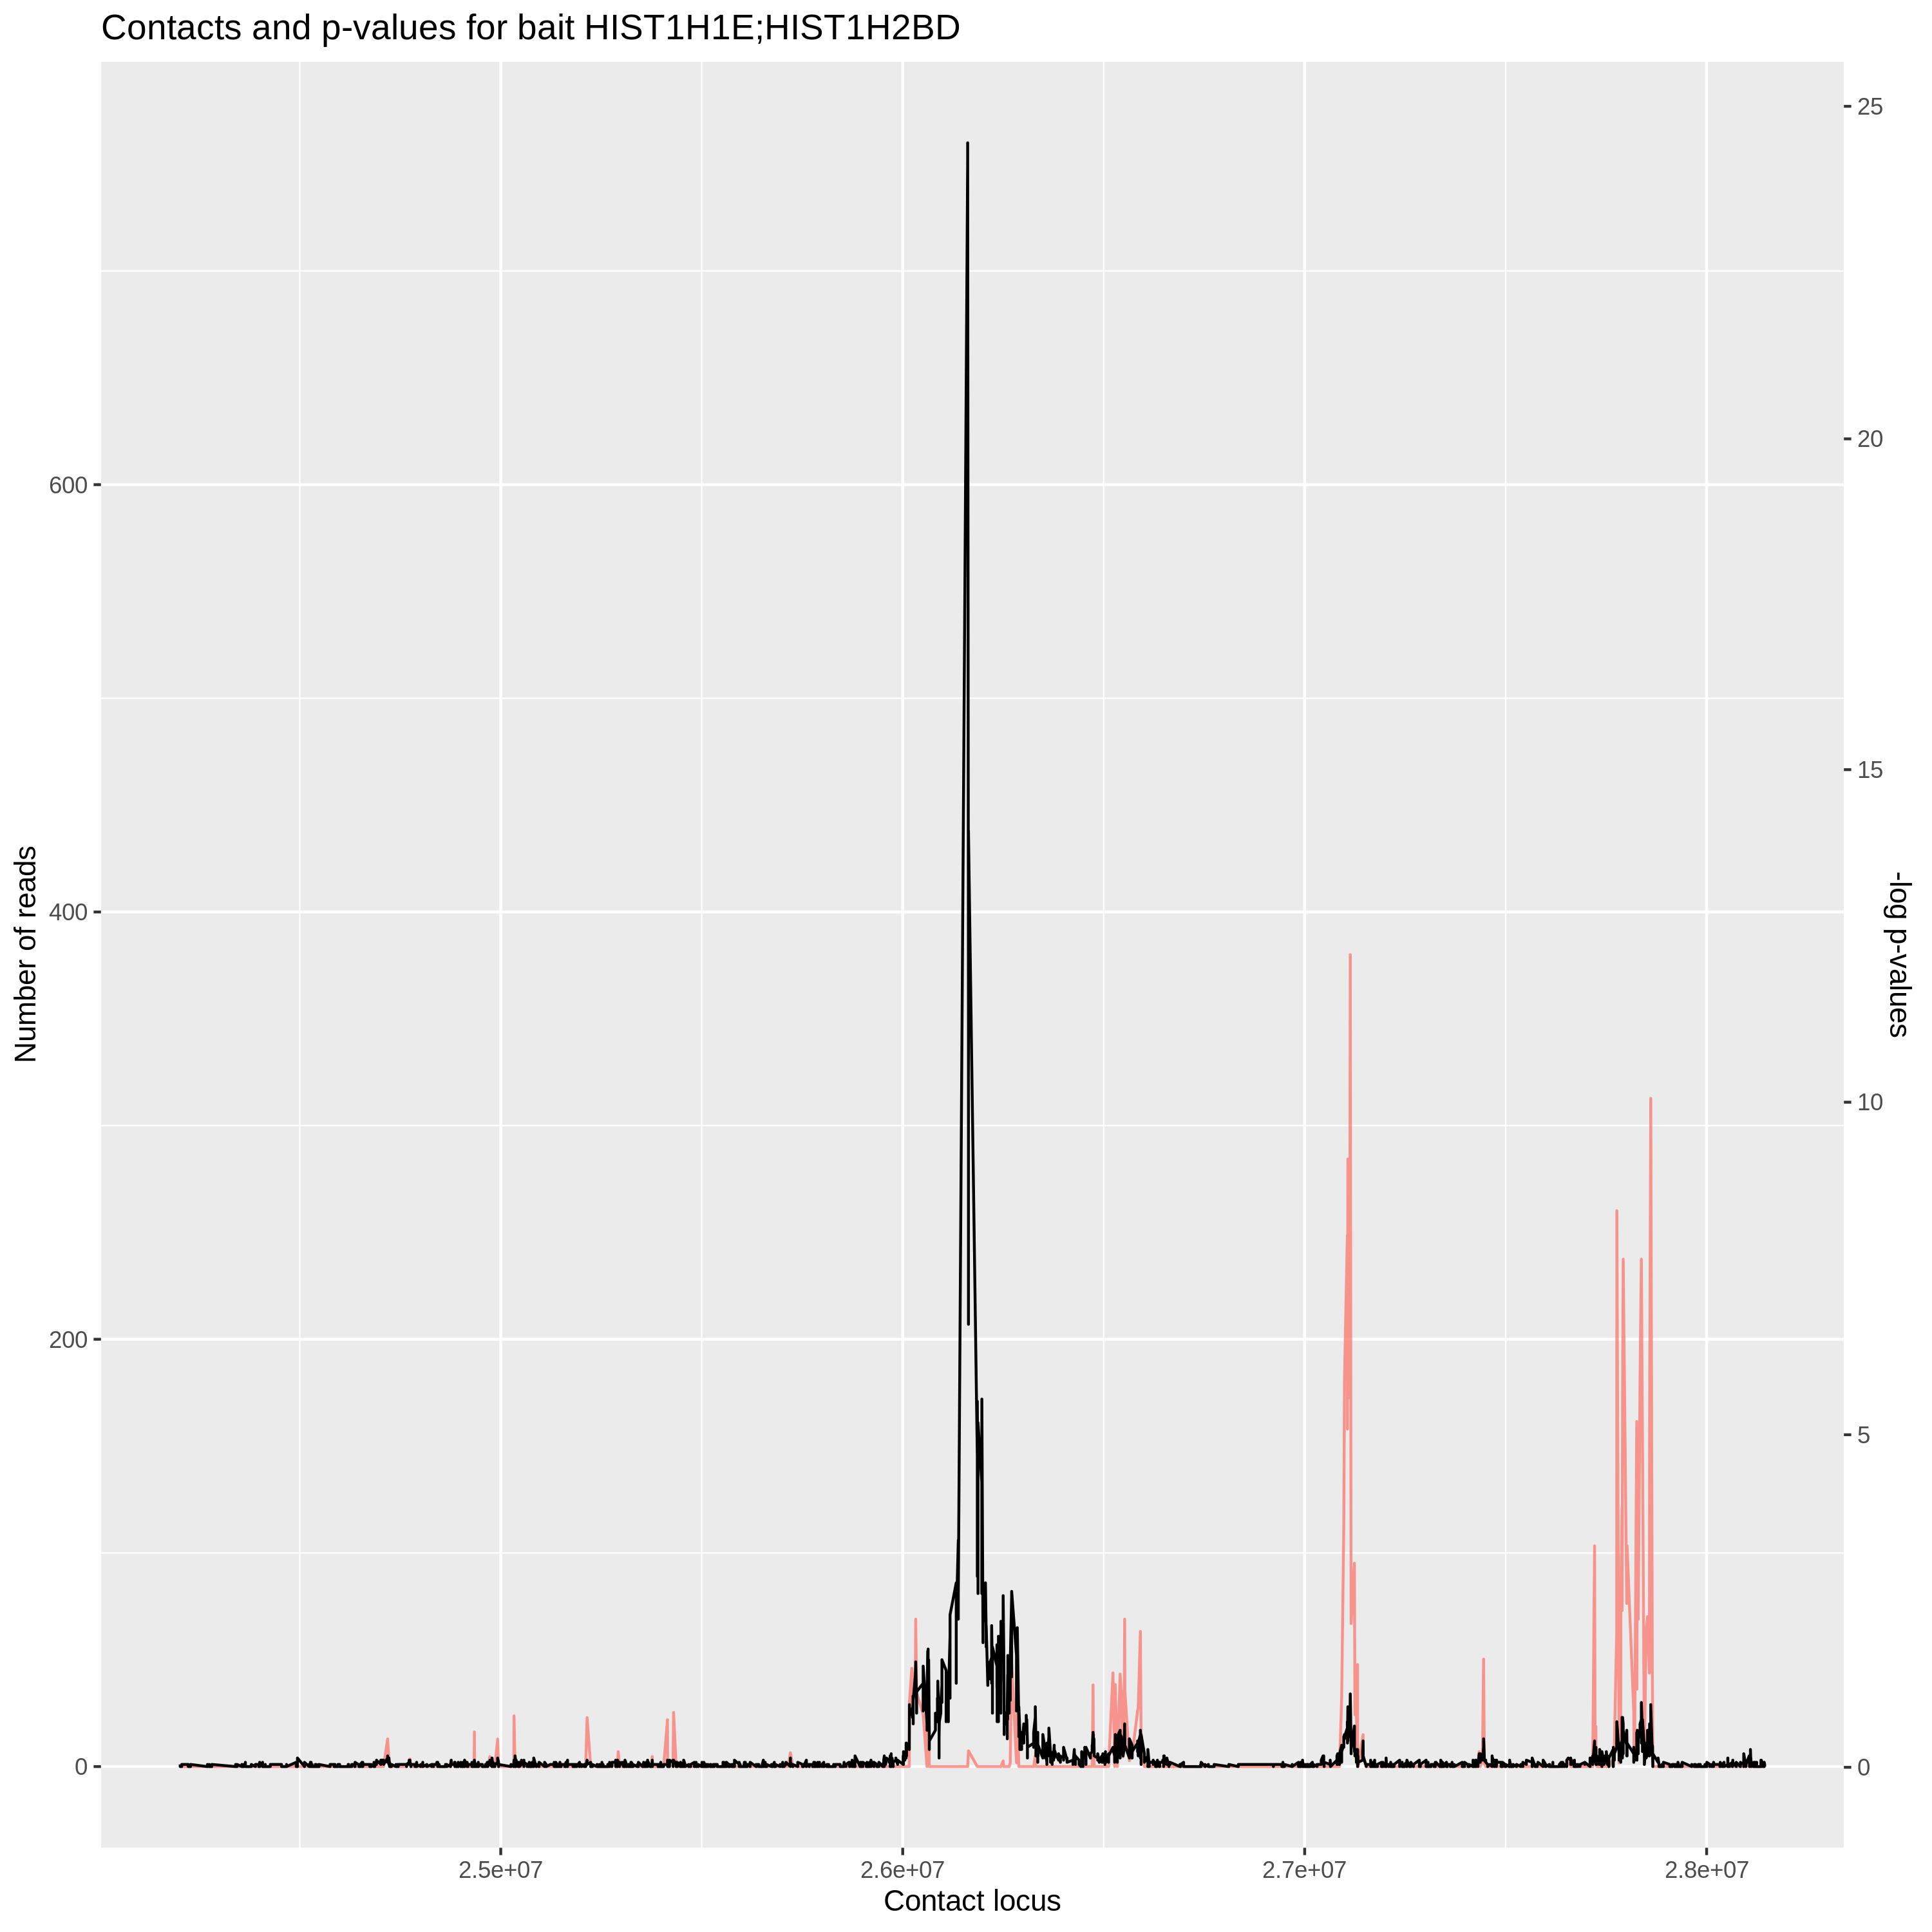 Contacts and p-values for bait HIST1H1E;HIST1H2BD
Number of reads
600
400
200
0
25
20
15
10
5
0
-log p-values
2.5e+07 2.6e+07 2.7e+07 2.8e+07
Contact locus